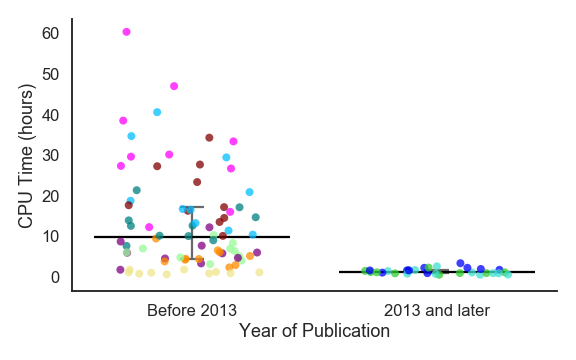 60
50
40
30
20
10
0
CPU Time (hours)
Before 2013
2013 and later
Year of Publication